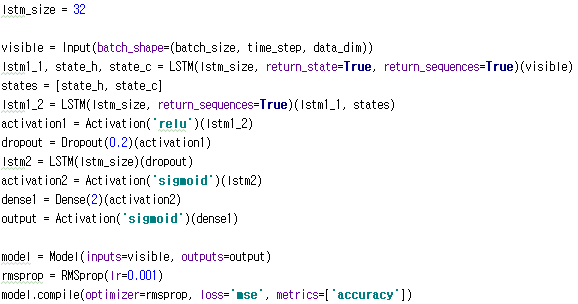 lstm_size = 32
visible = Input(batch_shape=(batch_size, time_step, data_dim))
lstm1_1, state_h, state_c = LSTM(lstm_size, return_state=True, return_sequences=True)(visible)
states = [state_h, state_c]
lstm1_2 = LSTM(lstm_size, return_sequences=True)(lstm1_1, states)
activation1 = Activation('relu')(lstm1_2)
dropout = Dropout(0.2)(activation1)
lstm2 = LSTM(lstm_size)(dropout)
activation2 = Activation('sigmoid')(lstm2)
dense1 = Dense(2)(activation2)
output = Activation('sigmoid')(dense1)
model = Model(inputs=visible, outputs=output)
rmsprop = RMSprop(lr=0.001)
model.compile(optimizer=rmsprop, loss='mse', metrics=['accuracy'])